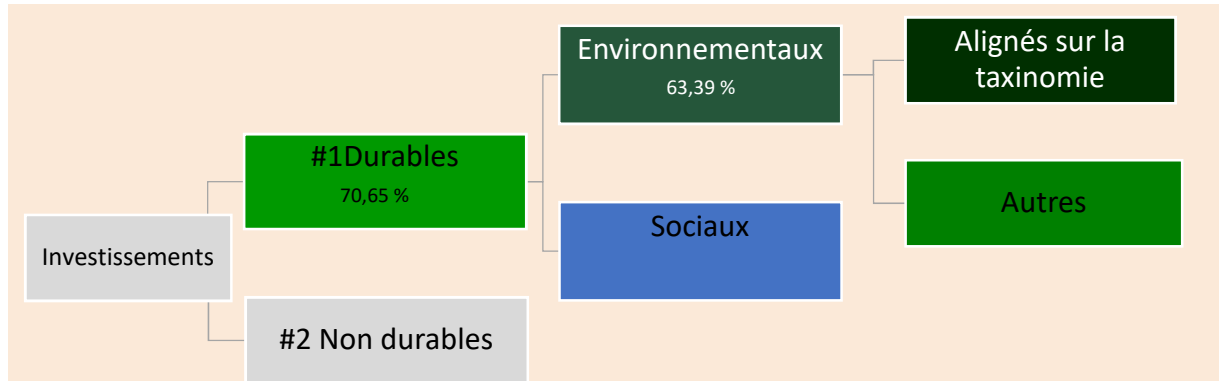 Investissements
#1Durables
70,65 %
#2 Non durables
Environnementaux
63,39 %
Sociaux
Alignés sur la
taxinomie
Autres